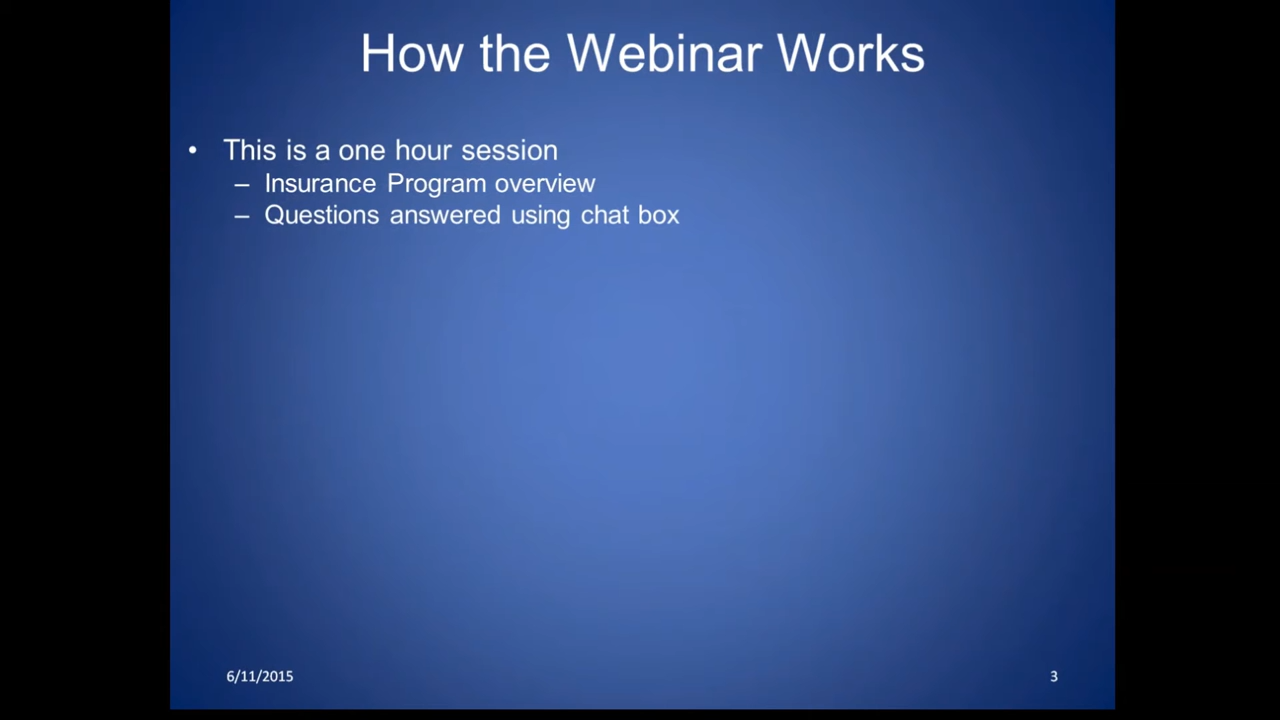 How the Webinar Works
• This is a one hour session
– Insurance Program overview
– Questions answered using chat box
6/11/2015
3